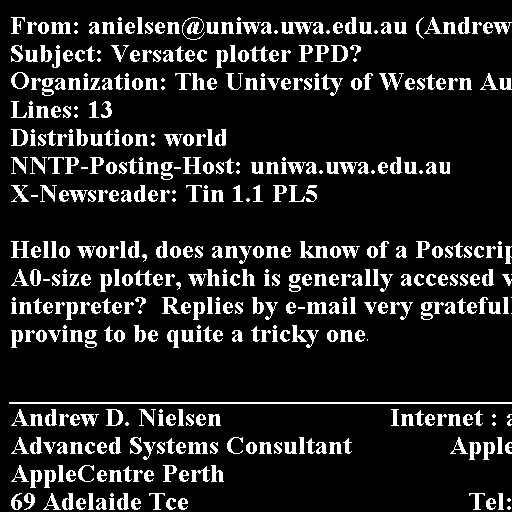 From: anielsen@uniwa.uwa.edu.au (Andrew
Subject: Versatec plotter PPD?
Organization: The University of Western Au
Lines: 13
Distribution: world
NNTP-Posting-Host: uniwa.uwa.edu.au
X-Newsreader: Tin 1.1 PL5
Hello world, does anyone know of a Postscrip
A0-size plotter, which is generally accessed v
interpreter?  Replies by e-mail very gratefull
proving to be quite a tricky one.
Andrew D. Nielsen Internet : a
Advanced Systems Consultant Apple
AppleCentre Perth
69 Adelaide Tce Tel: